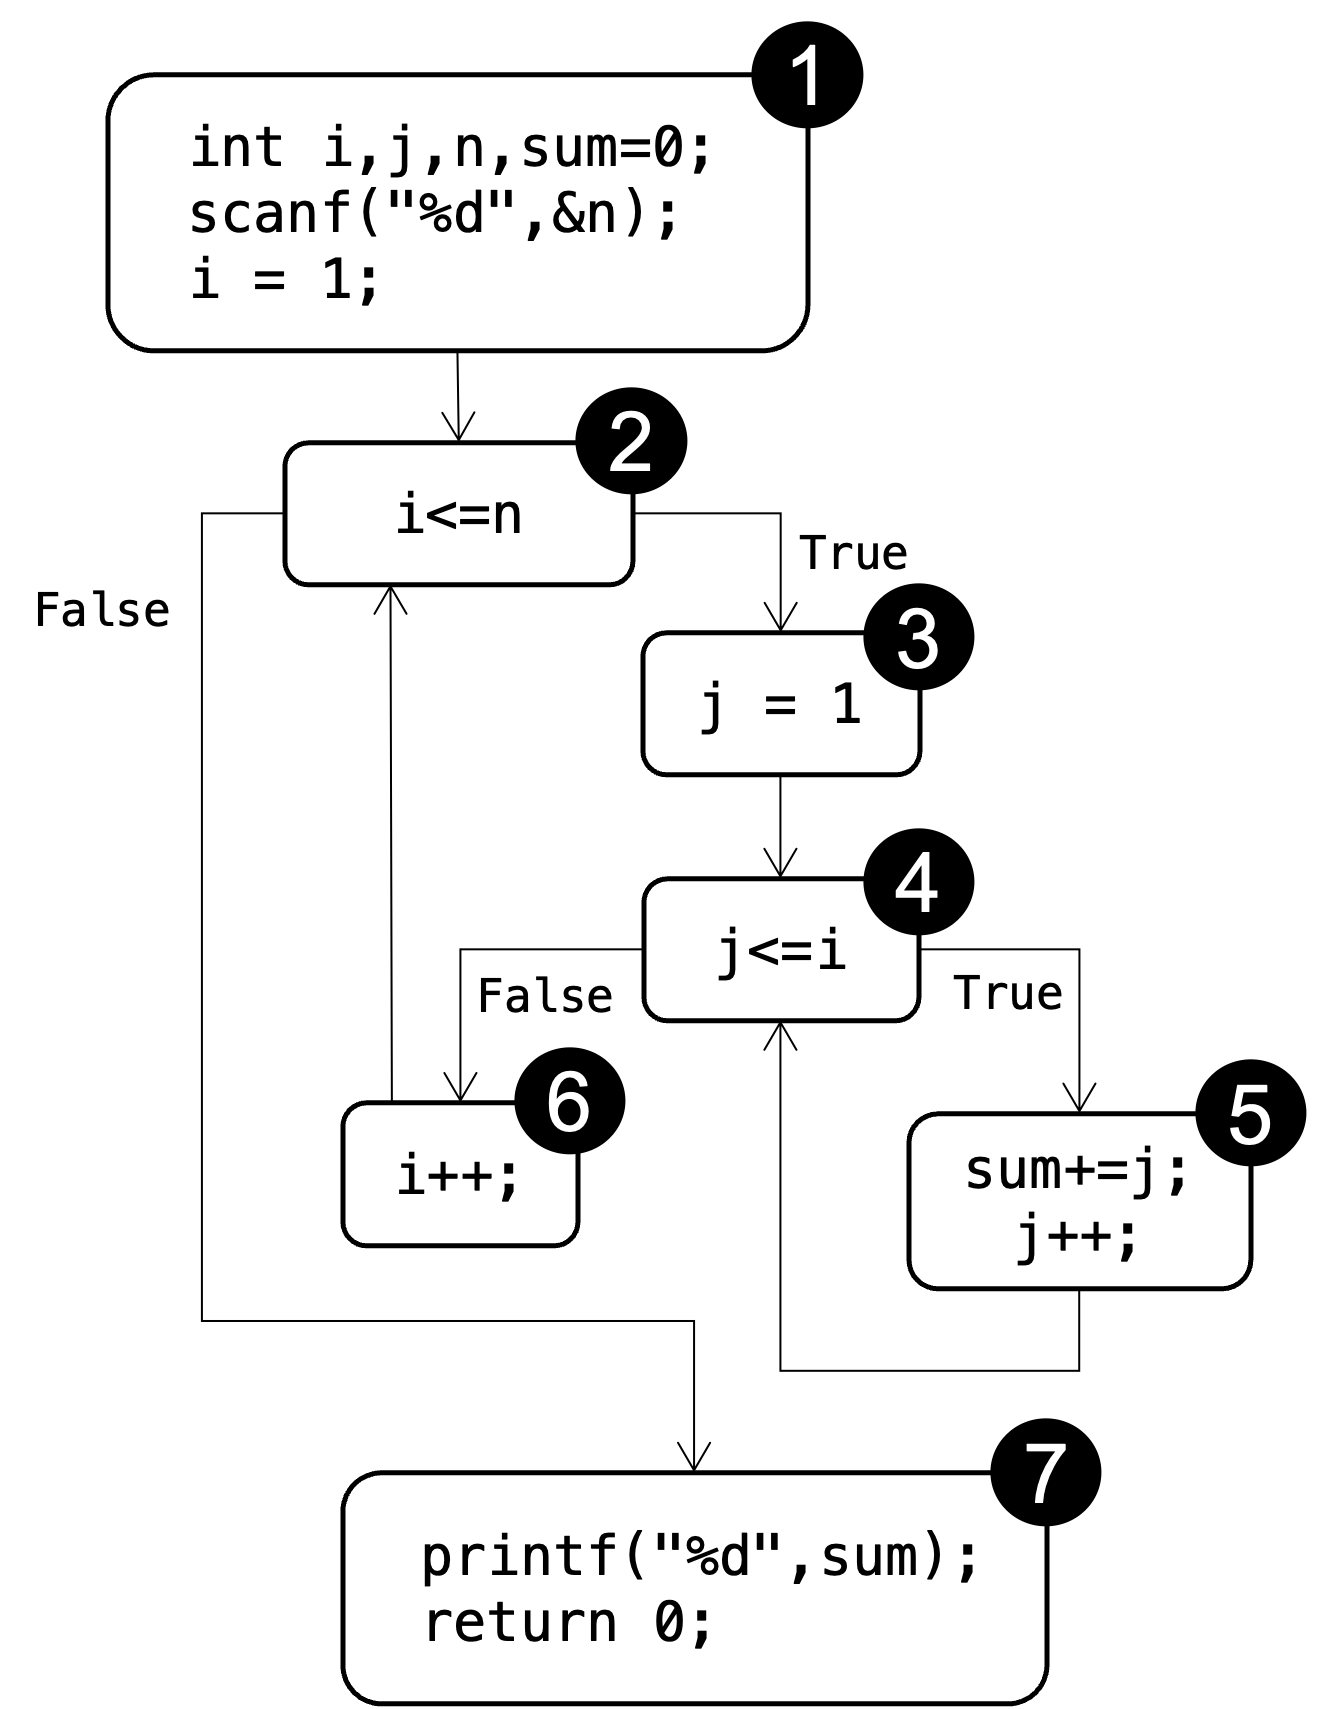 1
int i,j,n,sum=0;
scanf("%d",&n);
i = 1;
2
i<=n
True
False
3
j = 1
4
j<=i
False
True
6
i++;
5
sum+=j;
j++;
7
printf("%d",sum);
return 0;